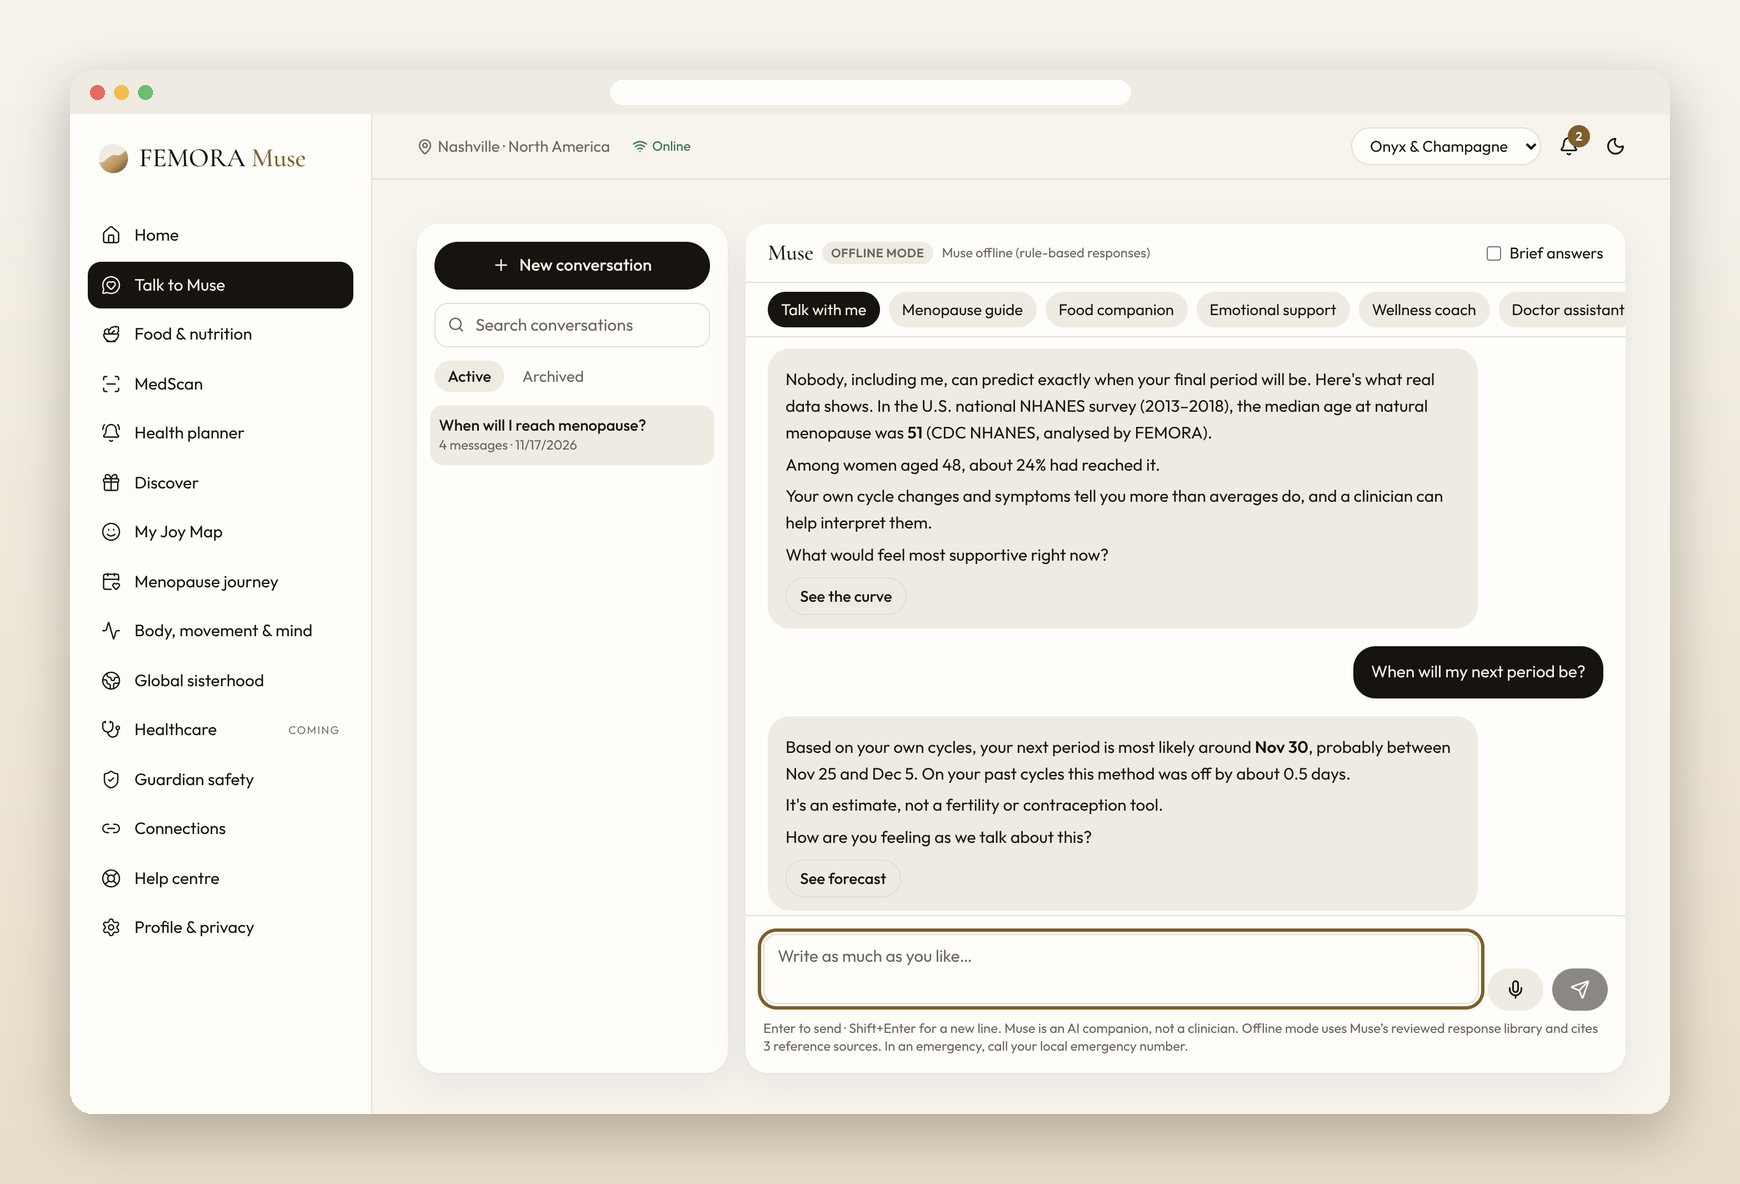 FEMORA Muse
Home
Talk to Muse
Food & nutrition
MedScan
Health planner
Discover
My Joy Map
Menopause journey
Body, movement & mind
Global sisterhood
Healthcare COMING
Guardian safety
Connections
Help centre
Profile & privacy
Nashville · North America
Online
Onyx & Champagne
2
New conversation
Search conversations
Active Archived
When will I reach menopause?
4 messages · 11/17/2026
Muse OFFLINE MODE Muse offline (rule-based responses)
Brief answers
Talk with me Menopause guide Food companion Emotional support Wellness coach Doctor assistant
Nobody, including me, can predict exactly when your final period will be. Here's what real
data shows. In the U.S. national NHANES survey (2013–2018), the median age at natural
menopause was 51 (CDC NHANES, analysed by FEMORA).
Among women aged 48, about 24% had reached it.
Your own cycle changes and symptoms tell you more than averages do, and a clinician can
help interpret them.
What would feel most supportive right now?
See the curve
When will my next period be?
Based on your own cycles, your next period is most likely around Nov 30, probably between
Nov 25 and Dec 5. On your past cycles this method was off by about 0.5 days.
It's an estimate, not a fertility or contraception tool.
How are you feeling as we talk about this?
See forecast
Write as much as you like…
Enter to send · Shift+Enter for a new line. Muse is an AI companion, not a clinician. Offline mode uses Muse's reviewed response library and cites
3 reference sources. In an emergency, call your local emergency number.